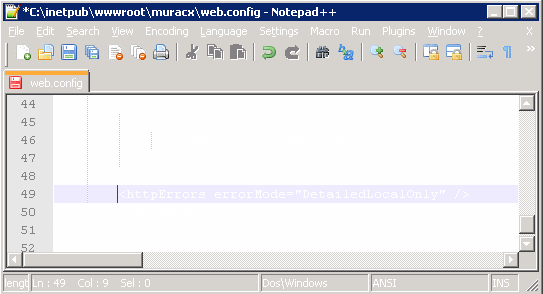 *C:\inetpub\wwwroot\muracx\web.config - Notepad++
File Edit Search View Encoding Language Settings Macro Run Plugins Window ? X
web.config
44
45
46
47
48
49 <httpErrors errorMode="DetailedLocalOnly" />
50
51
52
lengt Ln : 49 Col : 9 Sel : 0 Dos\Windows ANSI INS